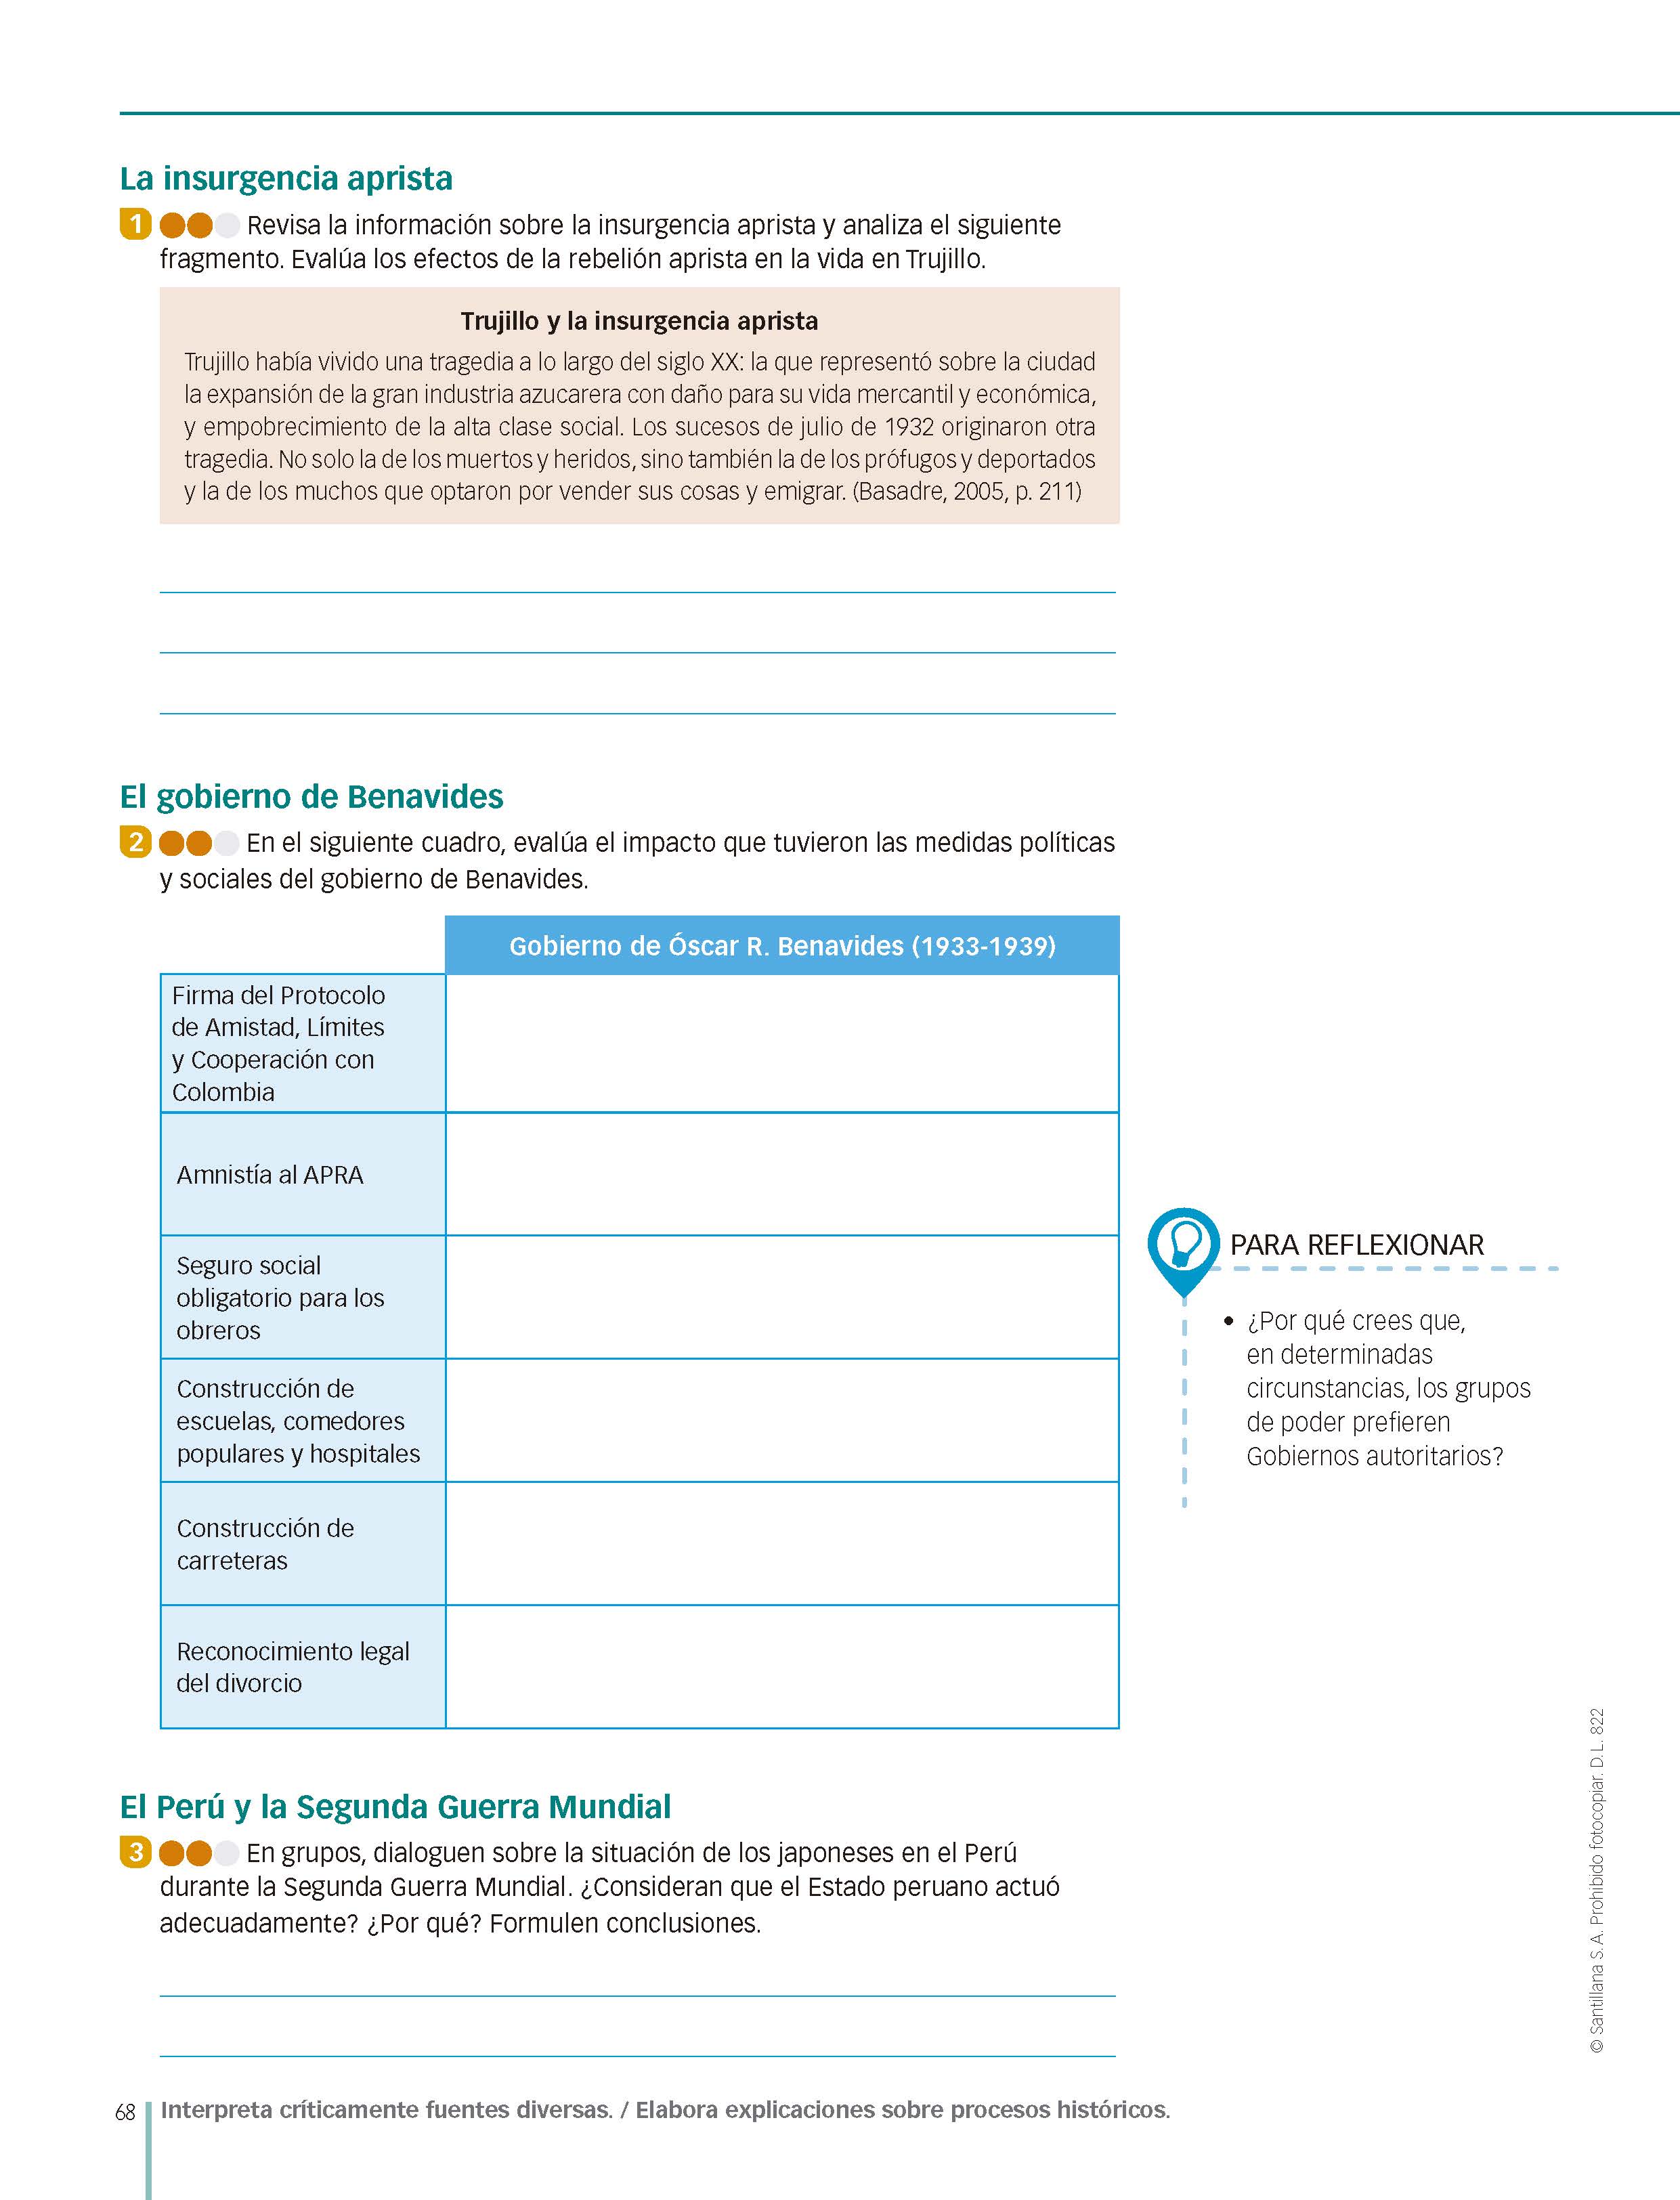 La insurgencia aprista
1 Revisa la información sobre la insurgencia aprista y analiza el siguiente
fragmento. Evalúa los efectos de la rebelión aprista en la vida en Trujillo.
Trujillo y la insurgencia aprista
Trujillo había vivido una tragedia a lo largo del siglo XX: la que representó sobre la ciudad
la expansión de la gran industria azucarera con daño para su vida mercantil y económica,
y empobrecimiento de la alta clase social. Los sucesos de julio de 1932 originaron otra
tragedia. No solo la de los muertos y heridos, sino también la de los prófugos y deportados
y la de los muchos que optaron por vender sus cosas y emigrar. (Basadre, 2005, p. 211)
El gobierno de Benavides
2 En el siguiente cuadro, evalúa el impacto que tuvieron las medidas políticas
y sociales del gobierno de Benavides.
Gobierno de Óscar R. Benavides (1933-1939)
Firma del Protocolo
de Amistad, Límites
y Cooperación con
Colombia
Amnistía al APRA
Seguro social
obligatorio para los
obreros
Construcción de
escuelas, comedores
populares y hospitales
Construcción de
carreteras
Reconocimiento legal
del divorcio
PARA REFLEXIONAR
• ¿Por qué crees que,
en determinadas
circunstancias, los grupos
de poder prefieren
Gobiernos autoritarios?
El Perú y la Segunda Guerra Mundial
3 En grupos, dialoguen sobre la situación de los japoneses en el Perú
durante la Segunda Guerra Mundial. ¿Consideran que el Estado peruano actuó
adecuadamente? ¿Por qué? Formulen conclusiones.
© Santillana S. A. Prohibido fotocopiar. D. L. 822
68 Interpreta críticamente fuentes diversas. / Elabora explicaciones sobre procesos históricos.